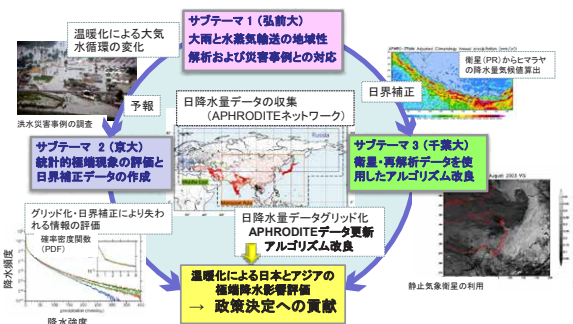 サブテーマ 1（弘前大）
大雨と水蒸気輸送の地域性
解析および災害事例との対応
温暖化による大気
水循環の変化
洪水災害事例の調査
予報
衛星（PR）からヒマラヤ
の降水量気候値算出
日界補正
日降水量データの収集
（APHRODITEネットワーク）
Russia
Middle East
Monsoon Asia
サブテーマ 2（京大）
統計的極端現象の評価と
日界補正データの作成
サブテーマ 3（千葉大）
衛星・再解析データを使
用したアルゴリズム改良
グリッド化・日界補正により失わ
れる情報の評価
確率密度関数
（PDF）
降水頻度
降水強度
日降水量データグリッド化
APHRODITEデータ更新
アルゴリズム改良
August 2003 VIS
静止気象衛星の利用
温暖化による日本とアジアの
極端降水影響評価
→ 政策決定への貢献